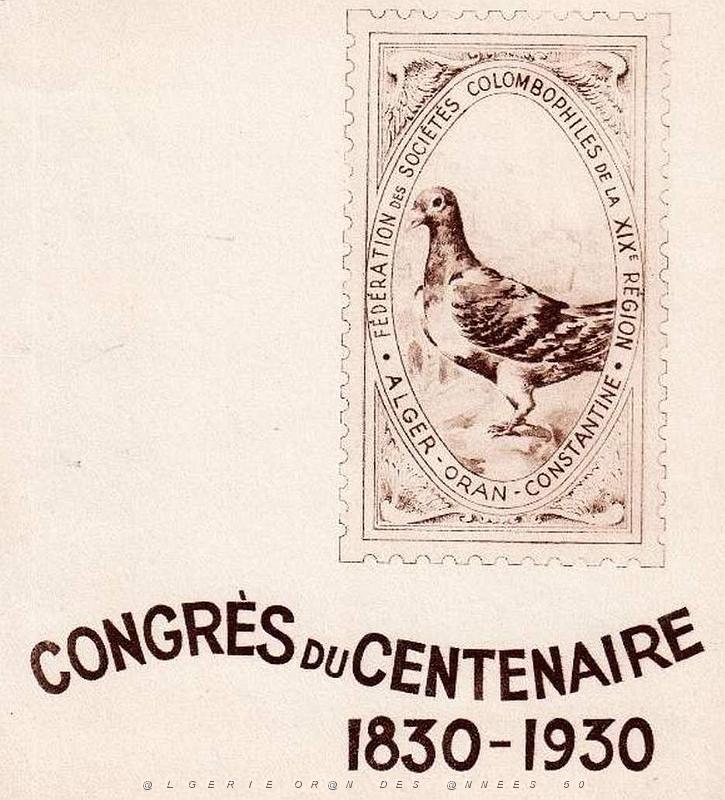 • FÉDÉRATION DES SOCIÉTÉS COLOMBOPHILES DE LA XIXE RÉGION •
ALGER - ORAN - CONSTANTINE
CONGRÈS DU CENTENAIRE
1830-1930
@LGERIE OR@N DES @NNEES 50